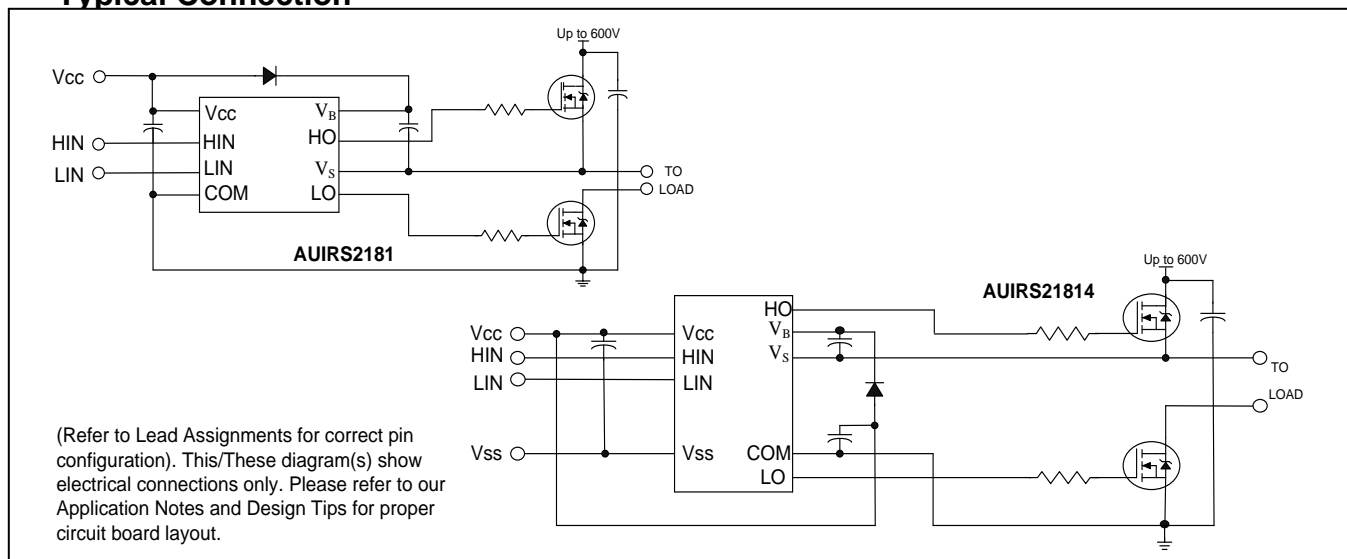 Typical Connection
Up to 600V
Vcc
Vcc
VB
HIN
HIN
HO
LIN
LIN
VS
TO
COM
LO
LOAD
AUIRS2181
Up to 600V
AUIRS21814
HO
Vcc
Vcc
VB
HIN
HIN
VS
TO
LIN
LIN
LOAD
Vss
Vss
COM
LO
(Refer to Lead Assignments for correct pin
configuration). This/These diagram(s) show
electrical connections only. Please refer to our
Application Notes and Design Tips for proper
circuit board layout.